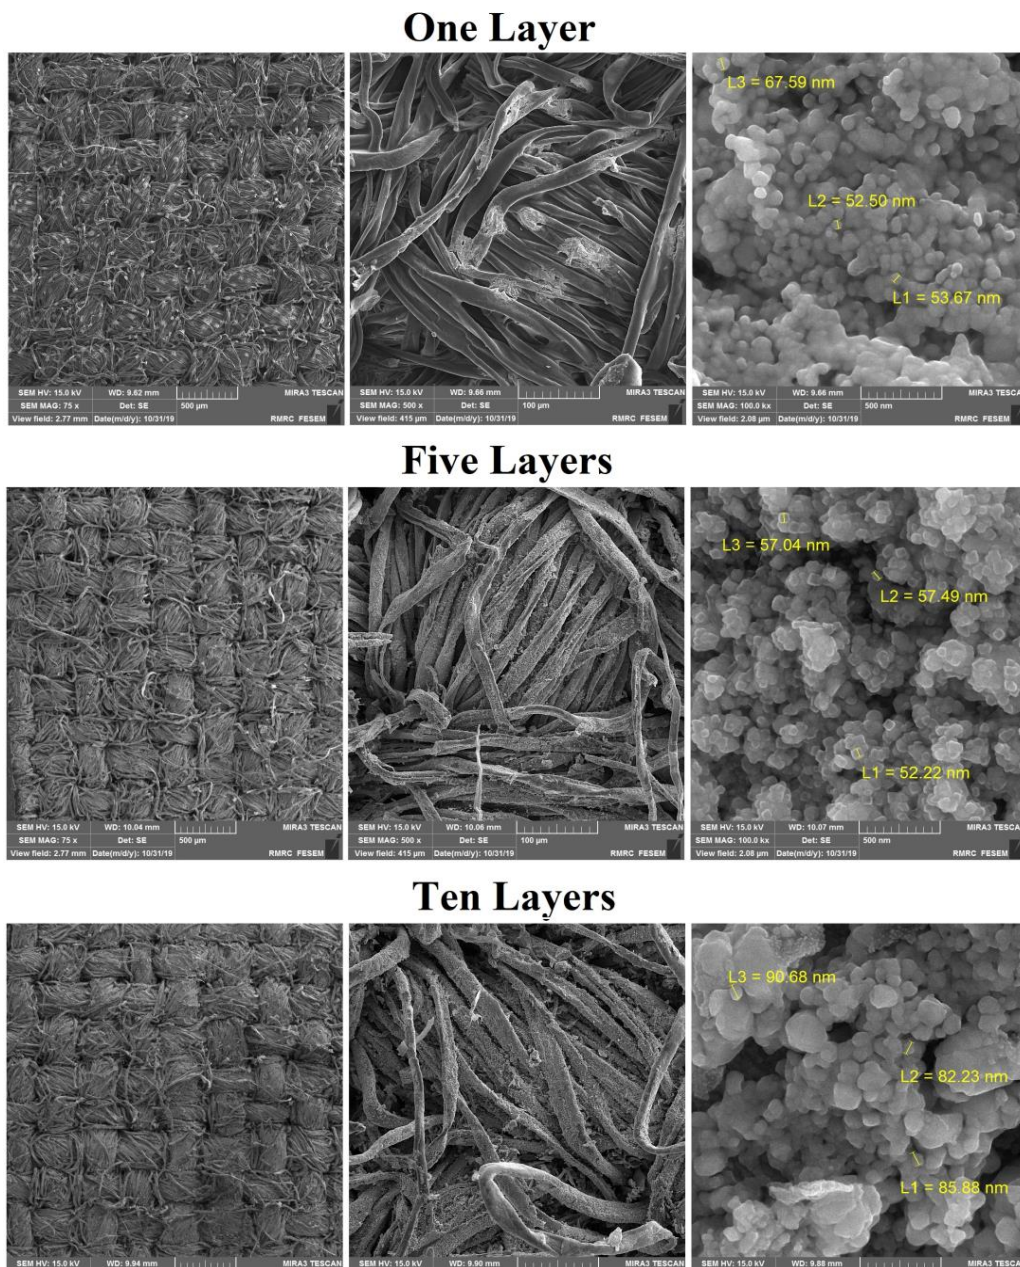 One Layer
L3 = 67.59 nm
L2 = 52.50 nm
L1 = 53.67 nm
SEM HV: 15.0 kV WD: 9.62 mm MIRA3 TESCAN
SEM MAG: 75 x Det: SE 500 µm
View field: 2.77 mm Date(m/d/y): 10/31/19 RMRC FESEM
SEM HV: 15.0 kV WD: 9.66 mm MIRA3 TESCAN
SEM MAG: 500 x Det: SE 100 µm
View field: 415 µm Date(m/d/y): 10/31/19 RMRC FESEM
SEM HV: 15.0 kV WD: 9.66 mm MIRA3 TESCAN
SEM MAG: 100.0 kx Det: SE 500 nm
View field: 2.08 µm Date(m/d/y): 10/31/19 RMRC FESEM
Five Layers
L3 = 57.04 nm
L2 = 57.49 nm
L1 = 52.22 nm
SEM HV: 15.0 kV WD: 10.04 mm MIRA3 TESCAN
SEM MAG: 75 x Det: SE 500 µm
View field: 2.77 mm Date(m/d/y): 10/31/19 RMRC FESEM
SEM HV: 15.0 kV WD: 10.06 mm MIRA3 TESCAN
SEM MAG: 500 x Det: SE 100 µm
View field: 415 µm Date(m/d/y): 10/31/19 RMRC FESEM
SEM HV: 15.0 kV WD: 10.07 mm MIRA3 TESCAN
SEM MAG: 100.0 kx Det: SE 500 nm
View field: 2.08 µm Date(m/d/y): 10/31/19 RMRC FESEM
Ten Layers
L3 = 90.68 nm
L2 = 82.23 nm
L1 = 85.88 nm
SEM HV: 15.0 kV WD: 9.94 mm MIRA3 TESCAN
SEM HV: 15.0 kV WD: 9.90 mm MIRA3 TESCAN
SEM HV: 15.0 kV WD: 9.88 mm MIRA3 TESCAN